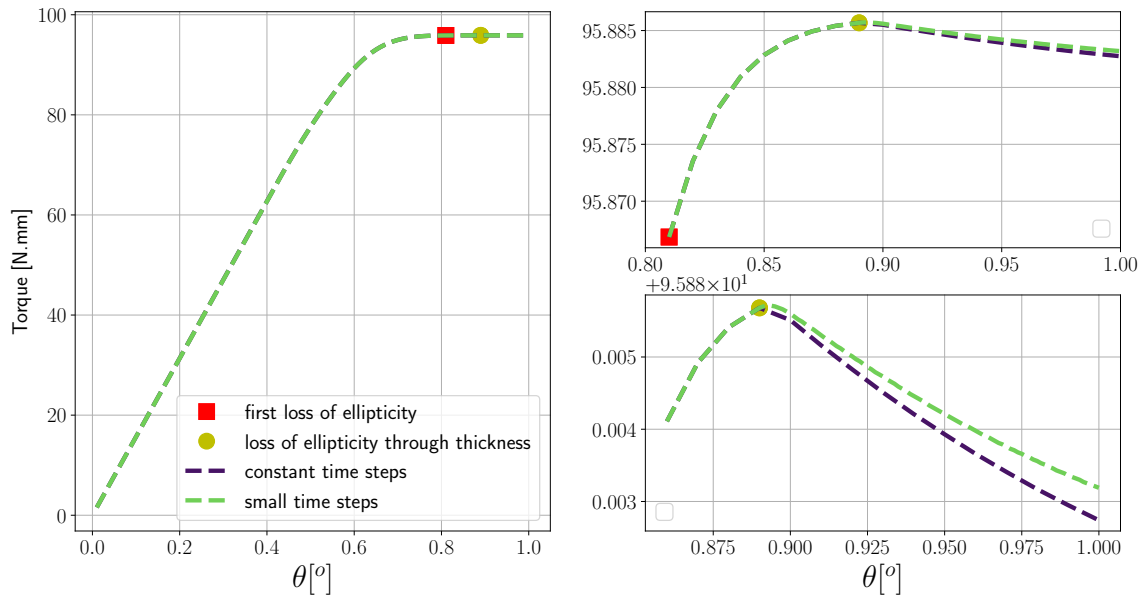 Torque [N.mm]
100
80
60
40
20
0
0.0 0.2 0.4 0.6 0.8 1.0
θ[°]
first loss of ellipticity
loss of ellipticity through thickness
constant time steps
small time steps
95.885
95.880
95.875
95.870
0.80 0.85 0.90 0.95 1.00
+9.588×10¹
0.005
0.004
0.003
0.875 0.900 0.925 0.950 0.975 1.000
θ[°]